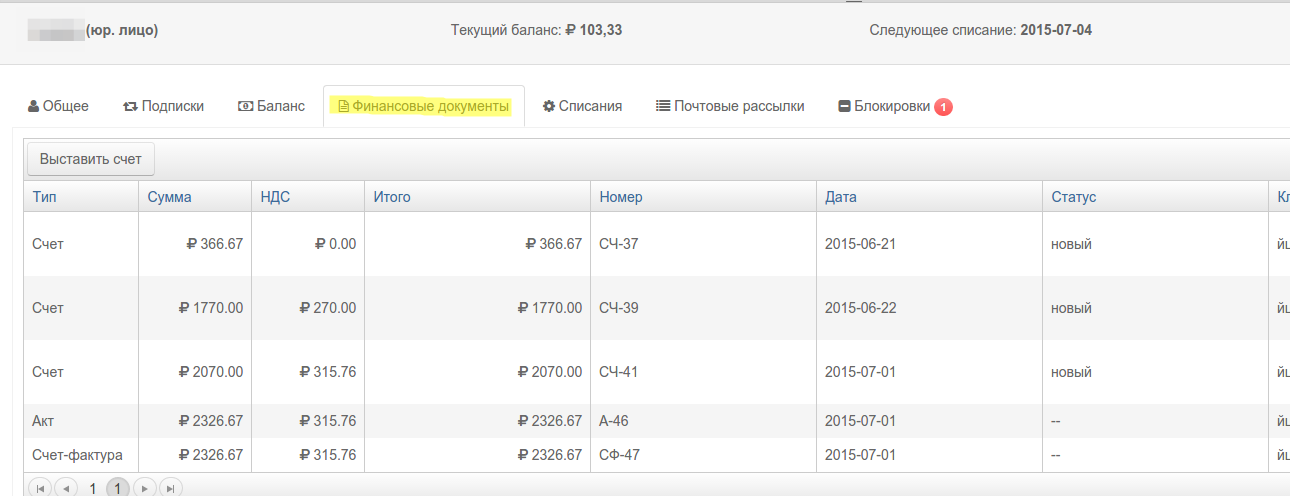 (юр. лицо) Текущий баланс: ₽ 103,33 Следующее списание: 2015-07-04
Общее Подписки Баланс Финансовые документы Списания Почтовые рассылки Блокировки 1
Выставить счет
Тип Сумма НДС Итого Номер Дата Статус
Счет ₽ 366.67 ₽ 0.00 ₽ 366.67 СЧ-37 2015-06-21 новый
Счет ₽ 1770.00 ₽ 270.00 ₽ 1770.00 СЧ-39 2015-06-22 новый
Счет ₽ 2070.00 ₽ 315.76 ₽ 2070.00 СЧ-41 2015-07-01 новый
Акт ₽ 2326.67 ₽ 315.76 ₽ 2326.67 А-46 2015-07-01 --
Счет-фактура ₽ 2326.67 ₽ 315.76 ₽ 2326.67 СФ-47 2015-07-01 --
1 1